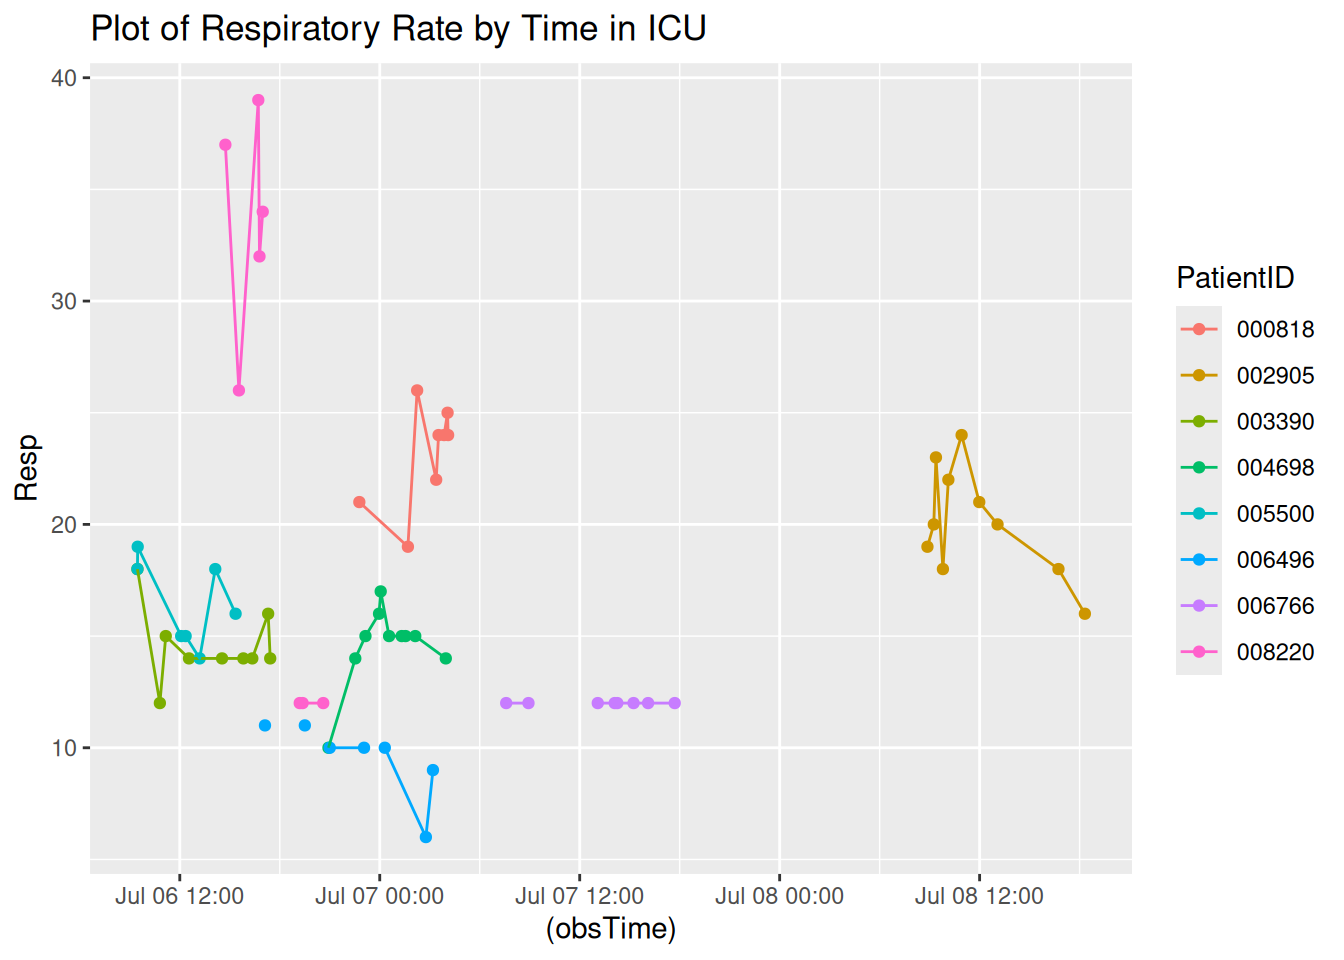 Plot of Respiratory Rate by Time in ICU
40
30
20
10
Resp
Jul 06 12:00 Jul 07 00:00 Jul 07 12:00 Jul 08 00:00 Jul 08 12:00
(obsTime)
PatientID
000818
002905
003390
004698
005500
006496
006766
008220